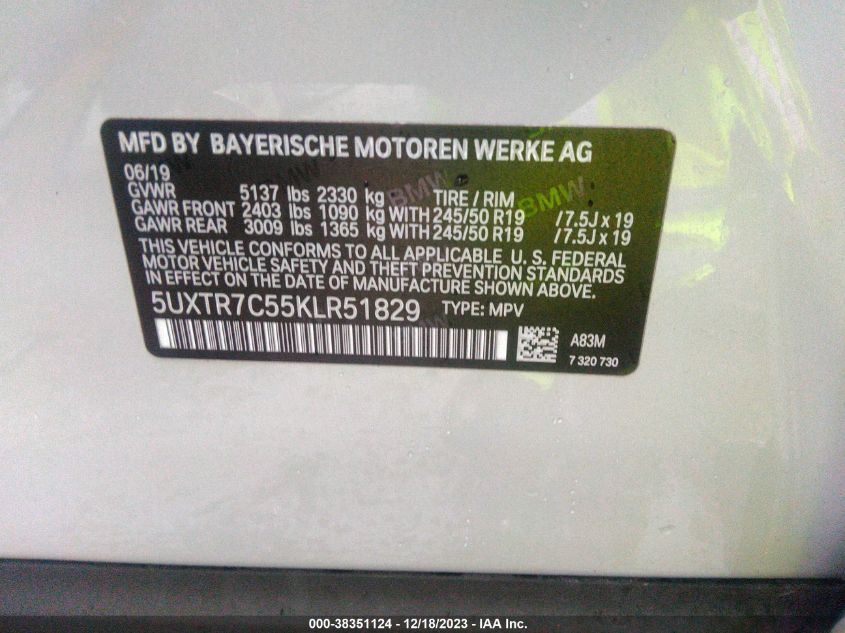 MFD BY BAYERISCHE MOTOREN WERKE AG
06/19
GVWR 5137 lbs 2330 kg TIRE / RIM
GAWR FRONT 2403 lbs 1090 kg WITH 245/50 R19 /7.5J x 19
GAWR REAR 3009 lbs 1365 kg WITH 245/50 R19 /7.5J x 19
THIS VEHICLE CONFORMS TO ALL APPLICABLE U. S. FEDERAL
MOTOR VEHICLE SAFETY AND THEFT PREVENTION STANDARDS
IN EFFECT ON THE DATE OF MANUFACTURE SHOWN ABOVE.
5UXTR7C55KLR51829 TYPE: MPV
A83M
7 320 730
BMW
BMW
BMW
000-38351124 - 12/18/2023 - IAA Inc.